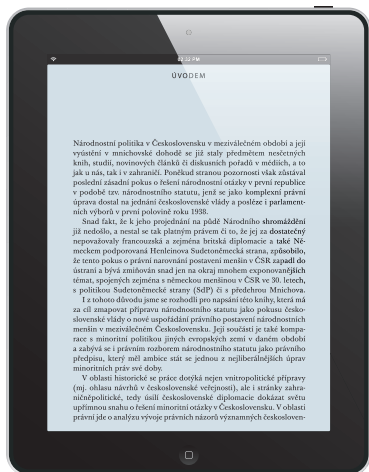 ÚVODEM
Národnostní politika v Československu v meziválečném období a její
vyústění v mnichovské dohodě se již staly předmětem nesčetných
knih, studií, novinových článků či diskusních pořadů v médiích, a to
jak u nás, tak i v zahraničí. Poněkud stranou pozornosti však zůstával
poslední zásadní pokus o řešení národnostní otázky v první republice
v podobě tzv. národnostního statutu, jenž se jako komplexní právní
úprava dostal na jednání československé vlády a posléze i parlament-
ních výborů v první polovině roku 1938.
Snad fakt, že k jeho projednání na půdě Národního shromáždění
již nedošlo, a nestal se tak platným právem či to, že jej za dostatečný
nepovažovaly francouzská a zejména britská diplomacie a také Ně-
meckem podporovaná Henleinova Sudetoněmecká strana, způsobilo,
že tento pokus o právní narovnání postavení menšin v ČSR zapadl do
ústraní a bývá zmiňován snad jen na okraj mnohem exponovanějších
témat, spojených zejména s německou menšinou v ČSR ve 30. letech,
s politikou Sudetoněmecké strany (SdP) či s předehrou Mnichova.
I z tohoto důvodu jsme se rozhodli pro napsání této knihy, která má
za cíl zmapovat přípravu národnostního statutu jako pokusu česko-
slovenské vlády o nové uspořádání právního postavení národnostních
menšin v meziválečném Československu. Její součástí je také kompa-
race s minoritní politikou jiných evropských zemí v daném období
a zabývá se i právním rozborem národnostního statutu jako právního
předpisu, který měl ambice stát se jednou z nejliberálnějších úprav
minoritních práv své doby.
V oblasti historické se práce dotýká nejen vnitropolitické přípravy
(mj. ohlasu návrhů v československé veřejnosti), ale i stránky zahra-
ničněpolitické, tedy úsilí československé diplomacie dokázat světu
upřímnou snahu o řešení minoritní otázky v Československu. V oblasti
právní jde o analýzu vývoje právních názorů významných českosloven-